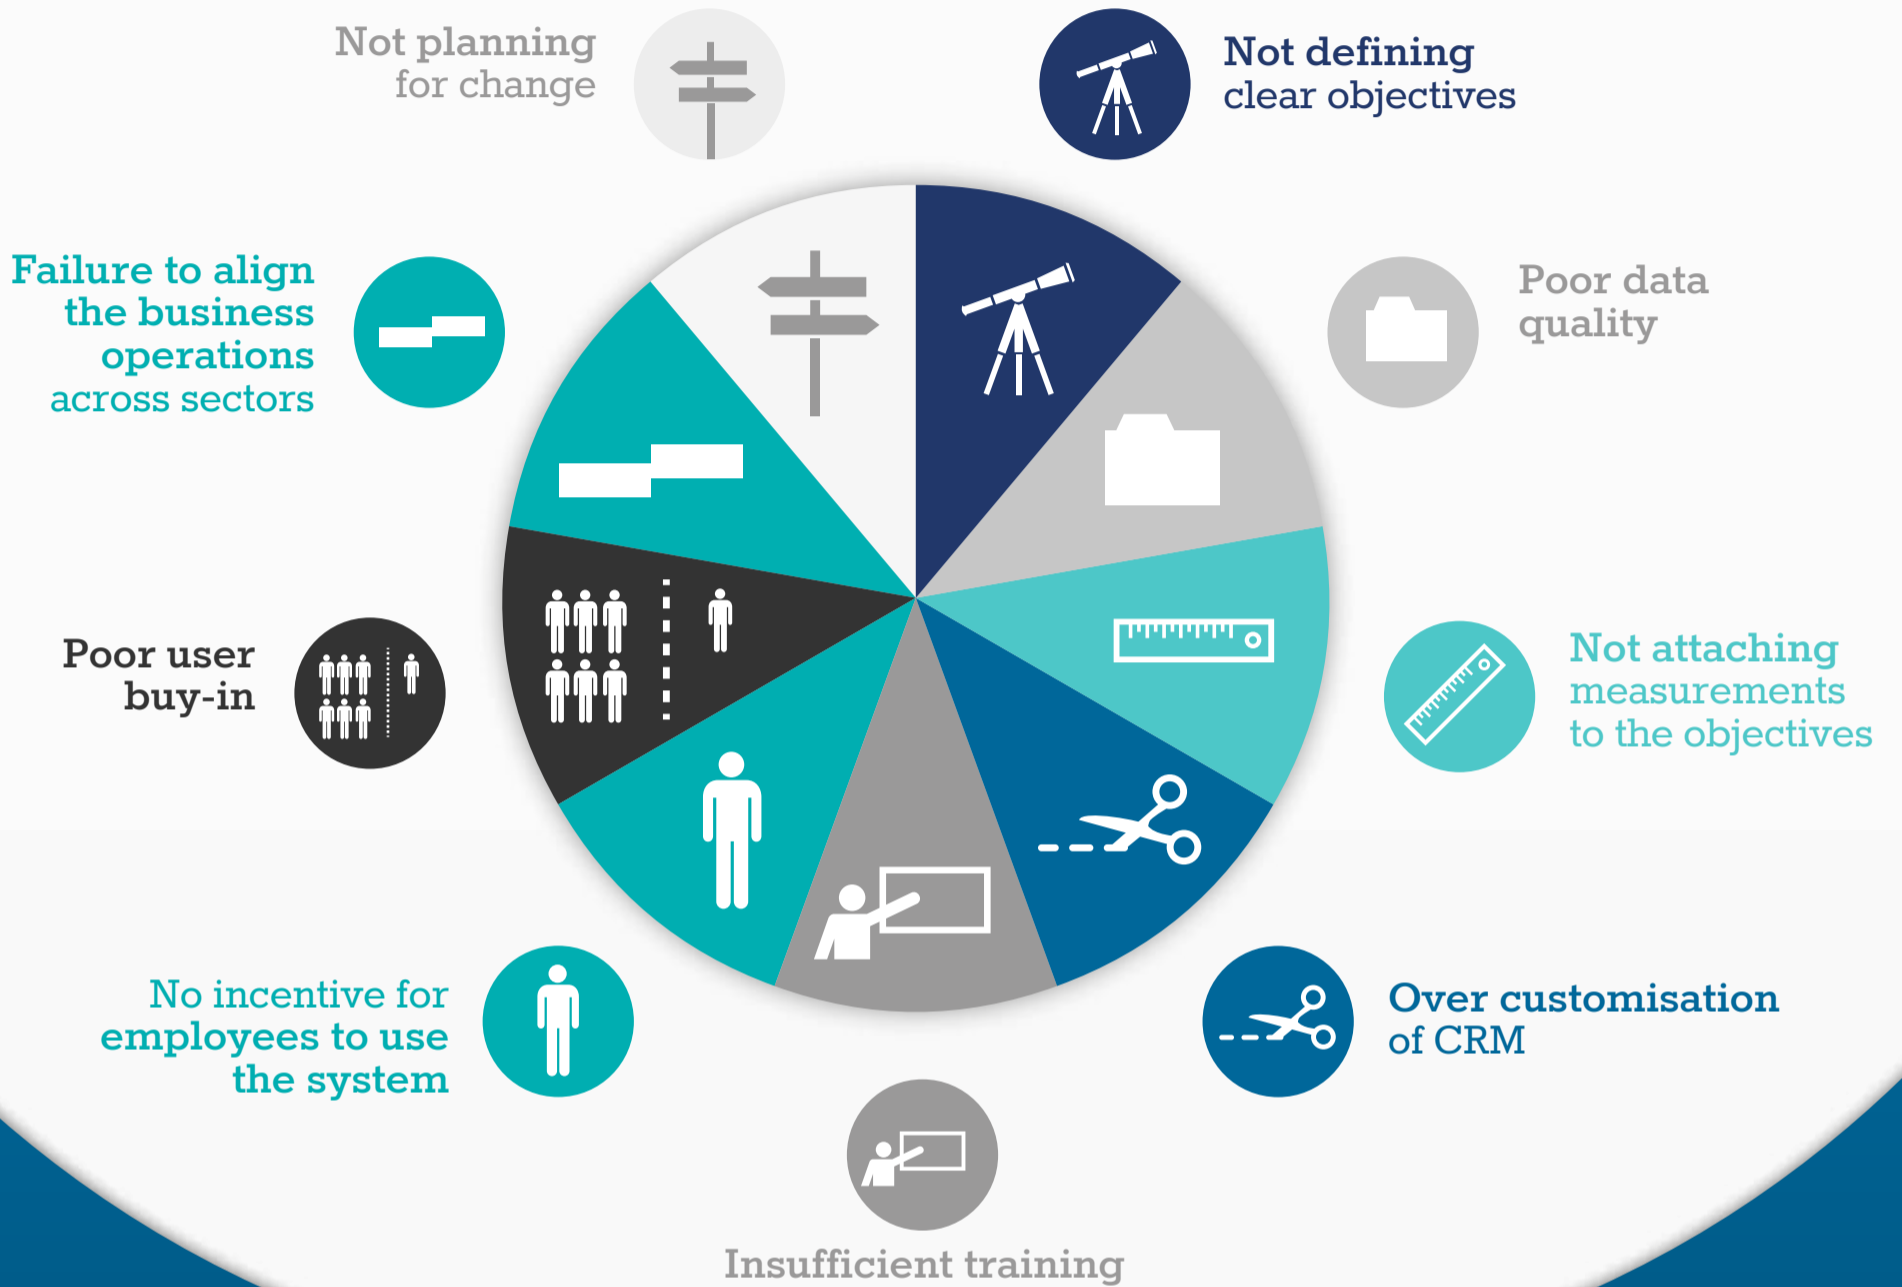 Not planning
for change
Not defining
clear objectives
Failure to align
the business
operations
across sectors
Poor data
quality
Poor user
buy-in
Not attaching
measurements
to the objectives
No incentive for
employees to use
the system
Over customisation
of CRM
Insufficient training